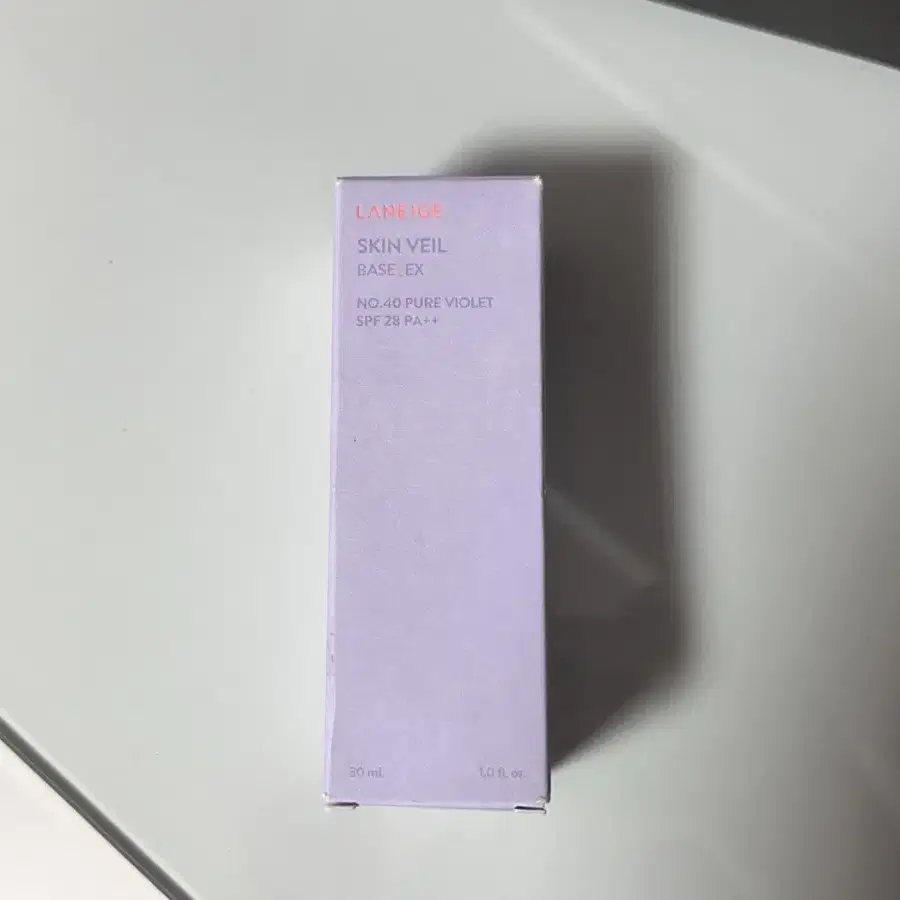 LANEIGE
SKIN VEIL
BASE_EX
NO.40 PURE VIOLET
SPF 28 PA++
30 mL
1.0 fl. oz.